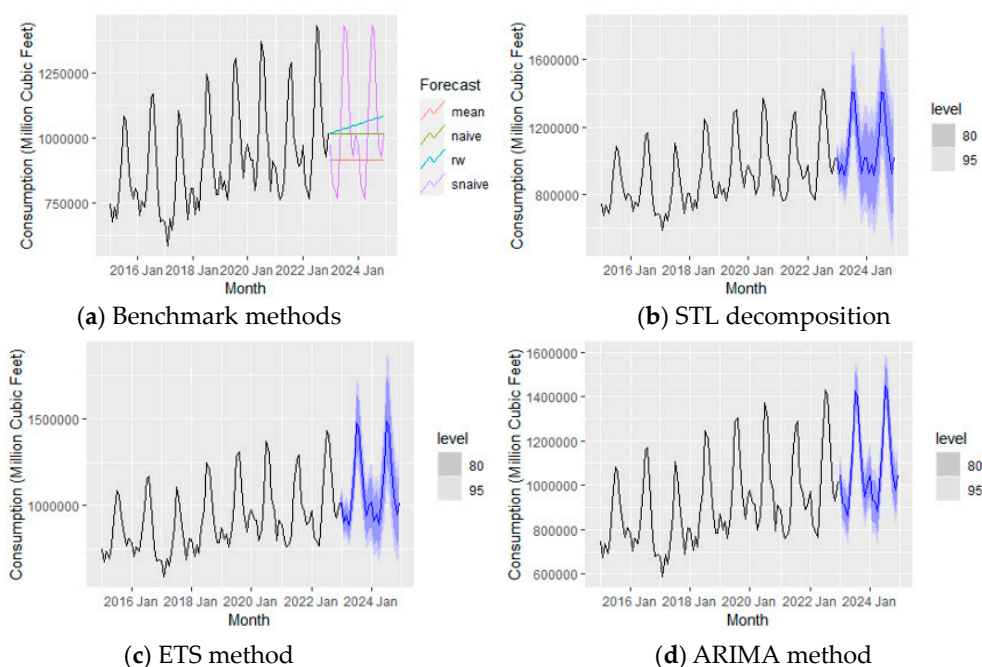 Consumption (Million Cubic Feet)
1250000
1000000
750000
2016 Jan 2018 Jan 2020 Jan 2022 Jan 2024 Jan
Month
Forecast
mean
naive
rw
snaive
(a) Benchmark methods
Consumption (Million Cubic Feet)
1600000
1200000
800000
2016 Jan 2018 Jan 2020 Jan 2022 Jan 2024 Jan
Month
level
80
95
(b) STL decomposition
Consumption (Million Cubic Feet)
1500000
1000000
2016 Jan 2018 Jan 2020 Jan 2022 Jan 2024 Jan
Month
level
80
95
(c) ETS method
Consumption (Million Cubic Feet)
1600000
1400000
1200000
1000000
800000
600000
2016 Jan 2018 Jan 2020 Jan 2022 Jan 2024 Jan
Month
level
80
95
(d) ARIMA method